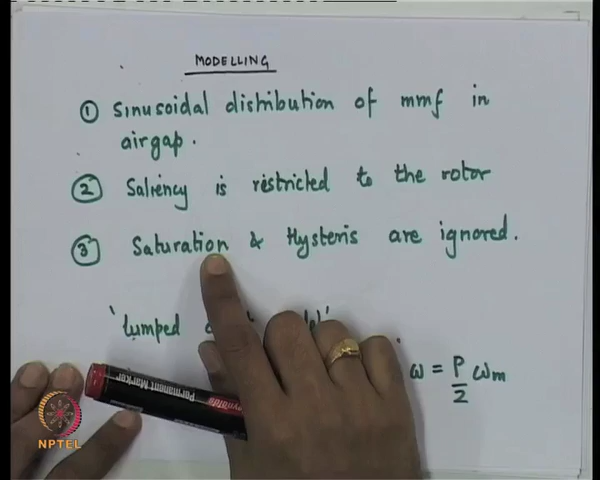 MODELLING
① Sinusoidal distribution of mmf in
airgap.
② Saliency is restricted to the rotor
③ Saturation & Hysteris are ignored.
'lumped
ω = P/2 ωm
Permanent Marker
NPTEL